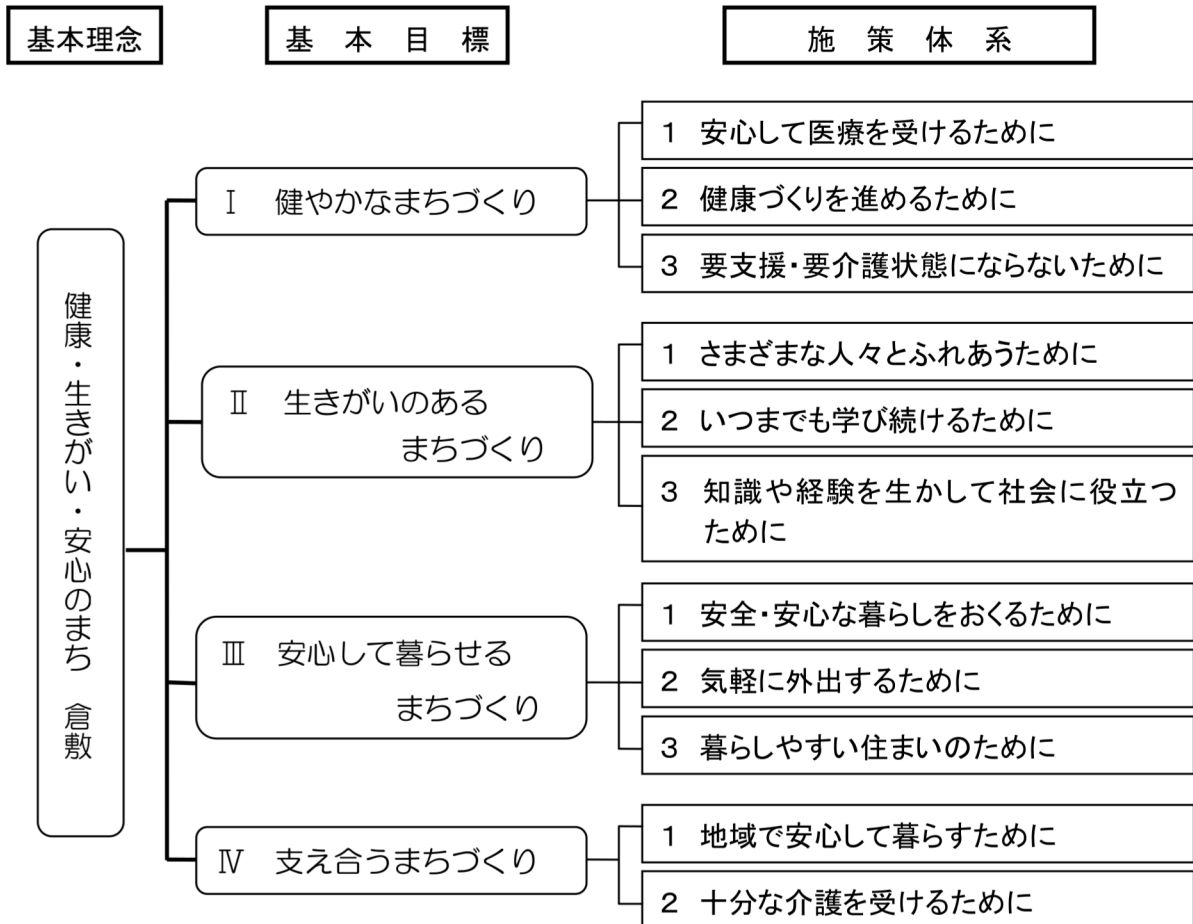 基本理念
基本目標
施策体系
健康・生きがい・安心のまち　倉敷
Ⅰ　健やかなまちづくり
1　安心して医療を受けるために
2　健康づくりを進めるために
3　要支援・要介護状態にならないために
Ⅱ　生きがいのある
まちづくり
1　さまざまな人々とふれあうために
2　いつまでも学び続けるために
3　知識や経験を生かして社会に役立つ
ために
Ⅲ　安心して暮らせる
まちづくり
1　安全・安心な暮らしをおくるために
2　気軽に外出するために
3　暮らしやすい住まいのために
Ⅳ　支え合うまちづくり
1　地域で安心して暮らすために
2　十分な介護を受けるために